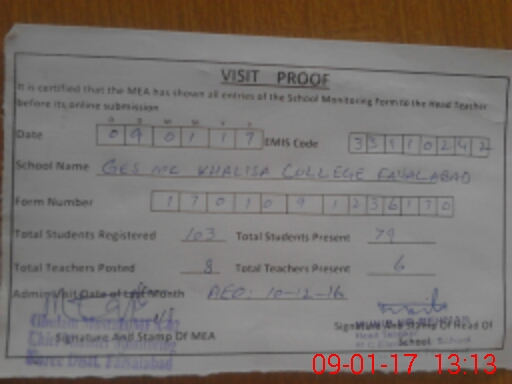 VISIT PROOF
It is certified that the MEA has shown all entries of the School Monitoring Form to the Head Teacher
before its online submission
D D M M Y Y
Date 0 9 0 1 1 7 EMIS Code 3 3 1 1 0 2 4 2
School Name GES MC KHALISA COLLEGE FAISALABAD
Form Number 1 7 0 1 0 9 1 2 3 6 1 7 0
Total Students Registered 103 Total Students Present 79
Total Teachers Posted 8 Total Teachers Present 6
Admin Visit Date of Last Month AEO: 10-12-16
Signature And Stamp Of MEA
Signature And Stamp Of Head Of
School
Head Teacher
Faisalabad
09-01-17 13:13